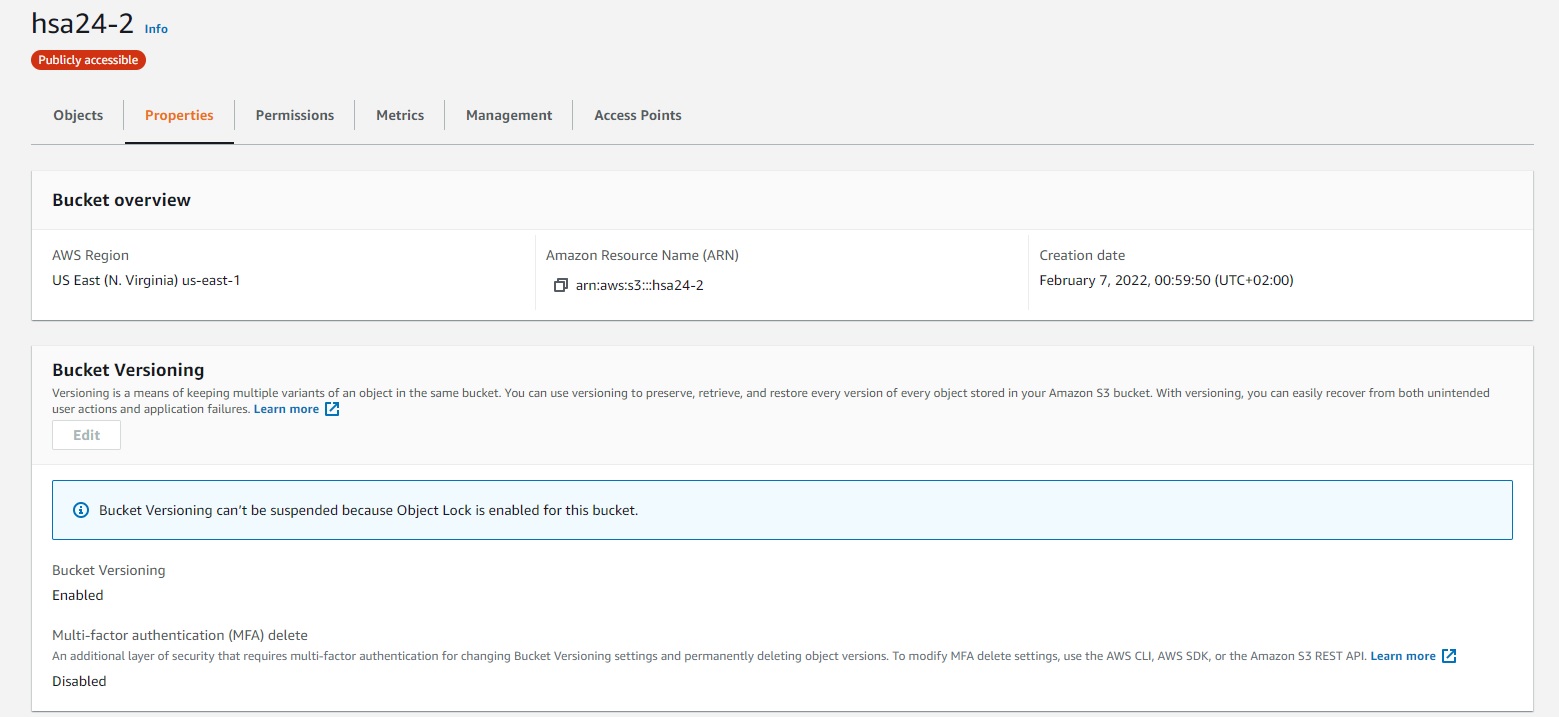 hsa24-2 Info
Publicly accessible
Objects Properties Permissions Metrics Management Access Points
Bucket overview
AWS Region Amazon Resource Name (ARN) Creation date
US East (N. Virginia) us-east-1 arn:aws:s3:::hsa24-2 February 7, 2022, 00:59:50 (UTC+02:00)
Bucket Versioning
Versioning is a means of keeping multiple variants of an object in the same bucket. You can use versioning to preserve, retrieve, and restore every version of every object stored in your Amazon S3 bucket. With versioning, you can easily recover from both unintended
user actions and application failures. Learn more
Edit
Bucket Versioning can't be suspended because Object Lock is enabled for this bucket.
Bucket Versioning
Enabled
Multi-factor authentication (MFA) delete
An additional layer of security that requires multi-factor authentication for changing Bucket Versioning settings and permanently deleting object versions. To modify MFA delete settings, use the AWS CLI, AWS SDK, or the Amazon S3 REST API. Learn more
Disabled